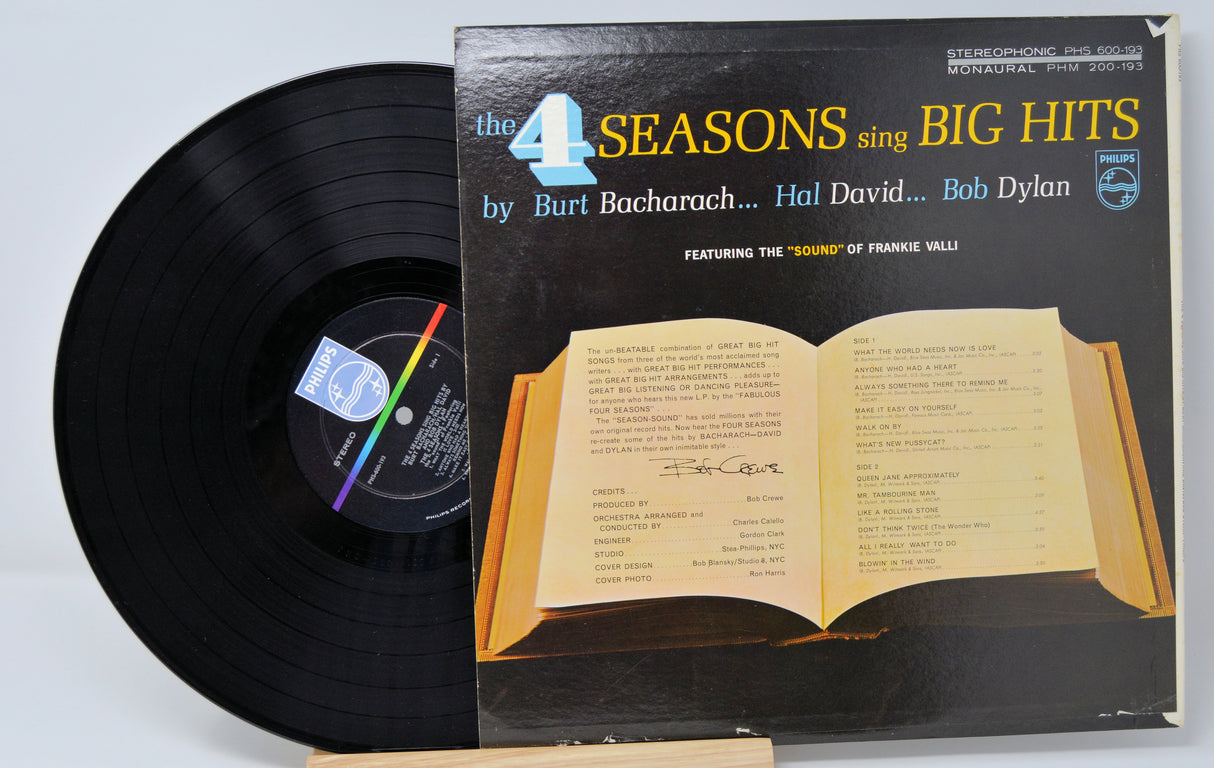 STEREOPHONIC PHS 600-193
MONAURAL PHM 200-193
the 4 SEASONS sing BIG HITS
by Burt Bacharach... Hal David... Bob Dylan
PHILIPS
FEATURING THE "SOUND" OF FRANKIE VALLI
The un-BEATABLE combination of GREAT BIG HIT
SONGS from three of the world's most acclaimed song
writers . . . with GREAT BIG HIT PERFORMANCES . . .
with GREAT BIG HIT ARRANGEMENTS . . . adds up to
GREAT BIG LISTENING OR DANCING PLEASURE—
for anyone who hears this new L.P. by the "FABULOUS
FOUR SEASONS" . . .
The "SEASON-SOUND" has sold millions with their
own original record hits. Now hear the FOUR SEASONS
re-create some of the hits by BACHARACH—DAVID
and DYLAN in their own inimitable style . . .
Bob Crewe
CREDITS . . .
PRODUCED BY Bob Crewe
ORCHESTRA ARRANGED and
CONDUCTED BY Charles Calello
ENGINEER Gordon Clark
STUDIO Stea-Phillips, NYC
COVER DESIGN Bob Blansky/Studio 8, NYC
COVER PHOTO Ron Harris
SIDE 1
WHAT THE WORLD NEEDS NOW IS LOVE
ANYONE WHO HAD A HEART
ALWAYS SOMETHING THERE TO REMIND ME
MAKE IT EASY ON YOURSELF
WALK ON BY
WHAT'S NEW PUSSYCAT?
SIDE 2
QUEEN JANE APPROXIMATELY
MR. TAMBOURINE MAN
LIKE A ROLLING STONE
DON'T THINK TWICE (The Wonder Who)
ALL I REALLY WANT TO DO
BLOWIN' IN THE WIND
PHILIPS
STEREO
PHS-600-193
Side 1
PHILIPS RECOR